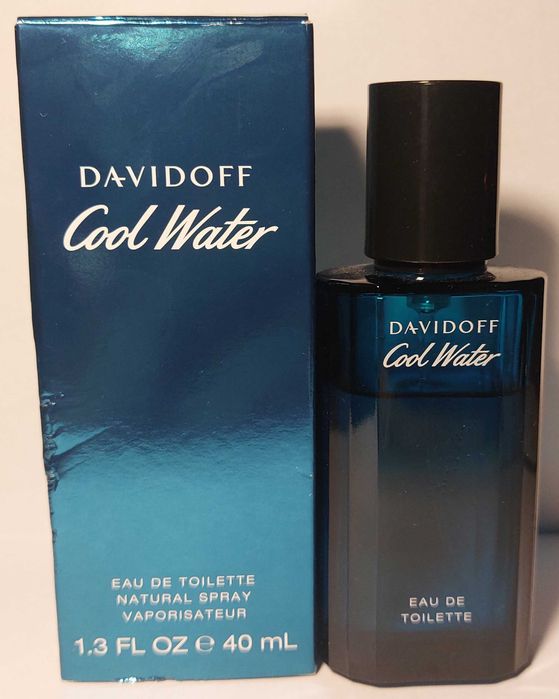 DAVIDOFF
Cool Water
EAU DE TOILETTE
NATURAL SPRAY
VAPORISATEUR
1.3 FL OZ ℮ 40 mL
DAVIDOFF
Cool Water
EAU DE
TOILETTE